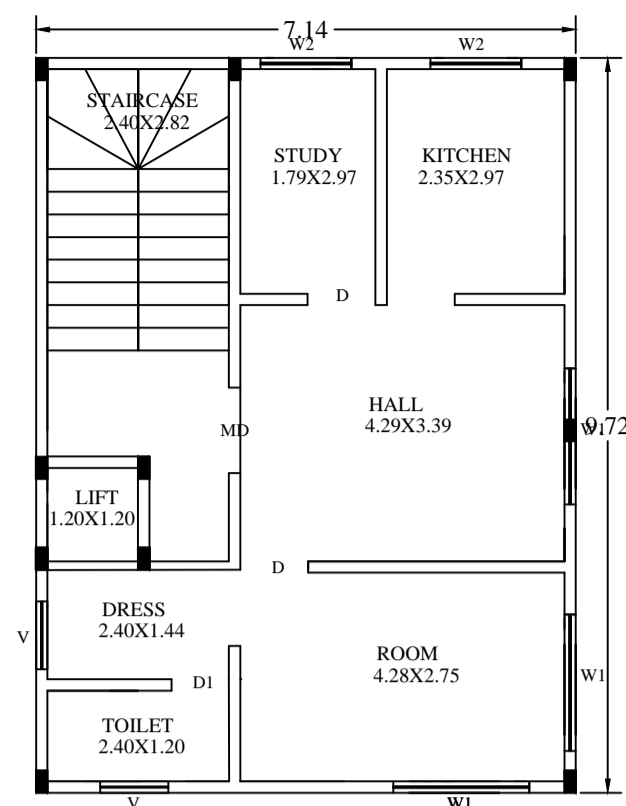 7.14
W2
W2
STAIRCASE
2.40X2.82
STUDY
1.79X2.97
KITCHEN
2.35X2.97
D
HALL
4.29X3.39
MD
W1
9.72
LIFT
1.20X1.20
D
DRESS
2.40X1.44
V
ROOM
4.28X2.75
W1
D1
TOILET
2.40X1.20
V
W1